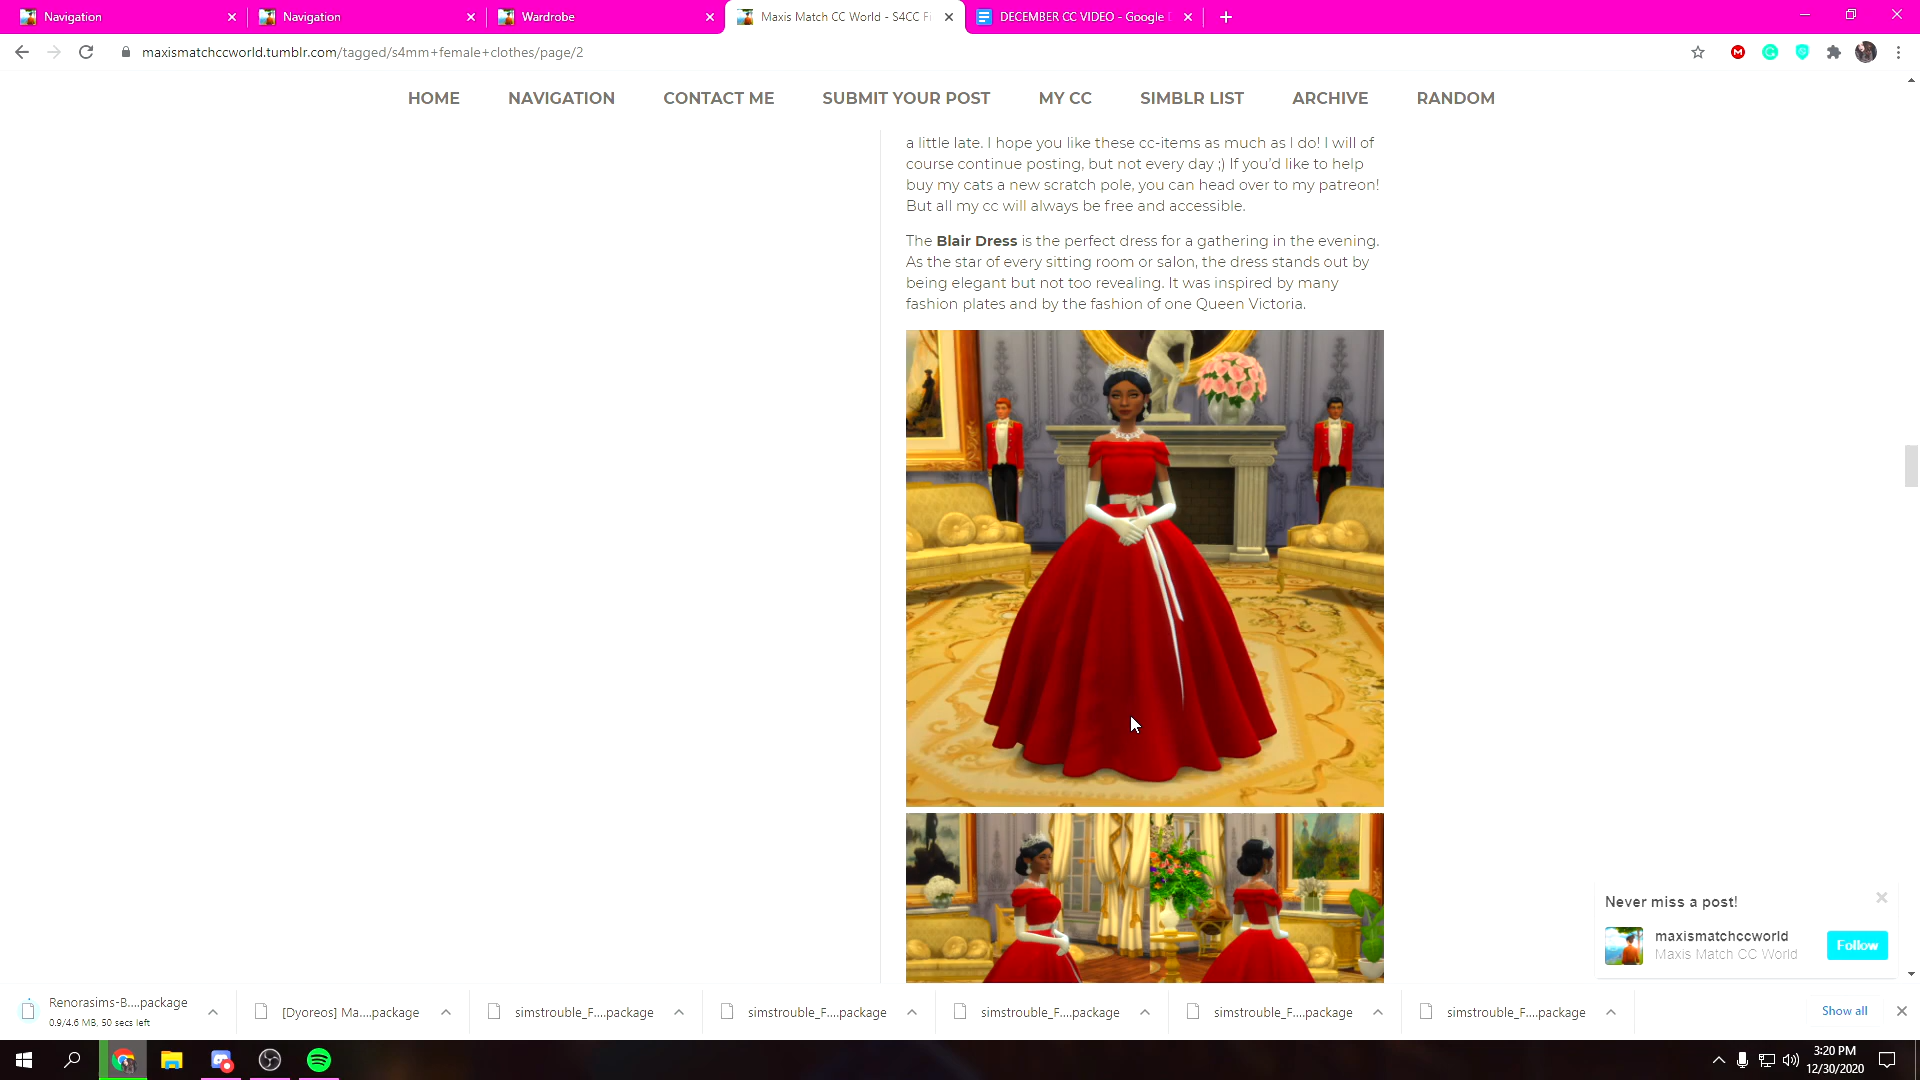 Navigation
Navigation
Wardrobe
Maxis Match CC World - S4CC Fi
DECEMBER CC VIDEO - Google
maxismatchccworld.tumblr.com/tagged/s4mm+female+clothes/page/2
HOME NAVIGATION CONTACT ME SUBMIT YOUR POST MY CC SIMBLR LIST ARCHIVE RANDOM
a little late. I hope you like these cc-items as much as I do! I will of
course continue posting, but not every day ;) If you’d like to help
buy my cats a new scratch pole, you can head over to my patreon!
But all my cc will always be free and accessible.
The Blair Dress is the perfect dress for a gathering in the evening.
As the star of every sitting room or salon, the dress stands out by
being elegant but not too revealing. It was inspired by many
fashion plates and by the fashion of one Queen Victoria.
Never miss a post!
maxismatchccworld
Maxis Match CC World
Follow
Renorasims-B....package
0.9/4.6 MB, 50 secs left
[Dyoreos] Ma....package
simstrouble_F....package
simstrouble_F....package
simstrouble_F....package
simstrouble_F....package
simstrouble_F....package
Show all
3:20 PM
12/30/2020